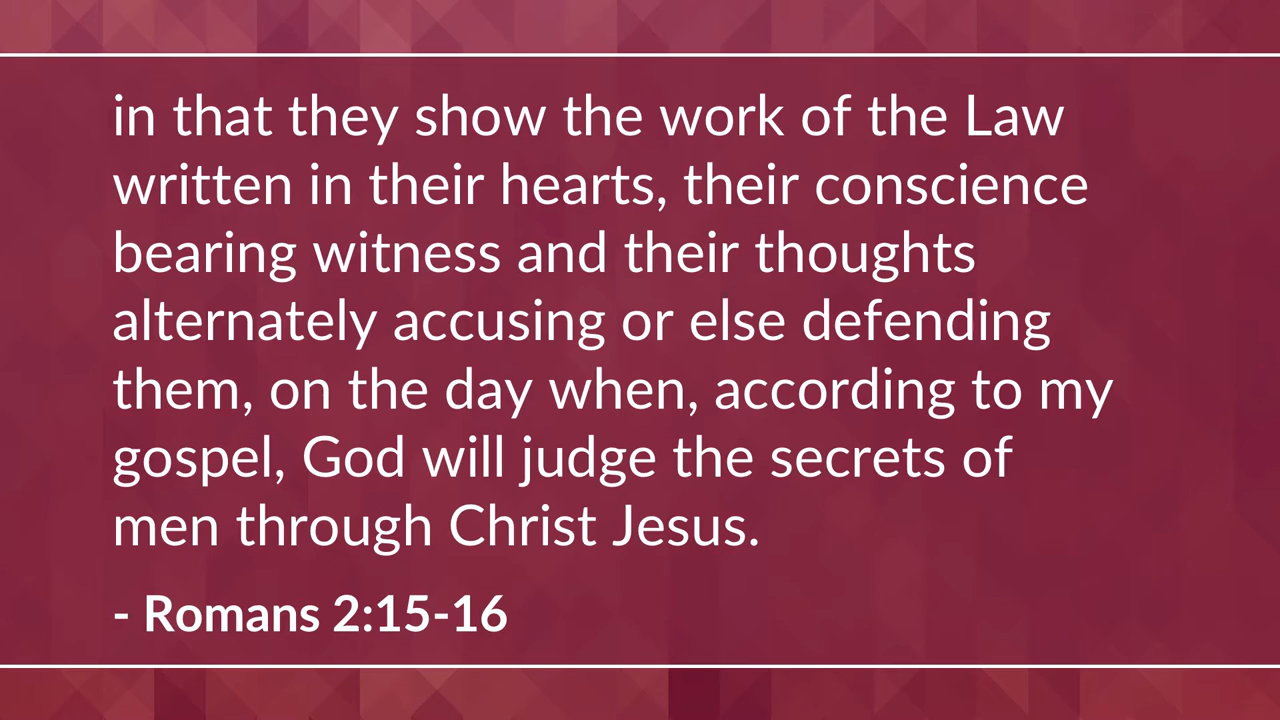 in that they show the work of the Law
written in their hearts, their conscience
bearing witness and their thoughts
alternately accusing or else defending
them, on the day when, according to my
gospel, God will judge the secrets of
men through Christ Jesus.
- Romans 2:15-16